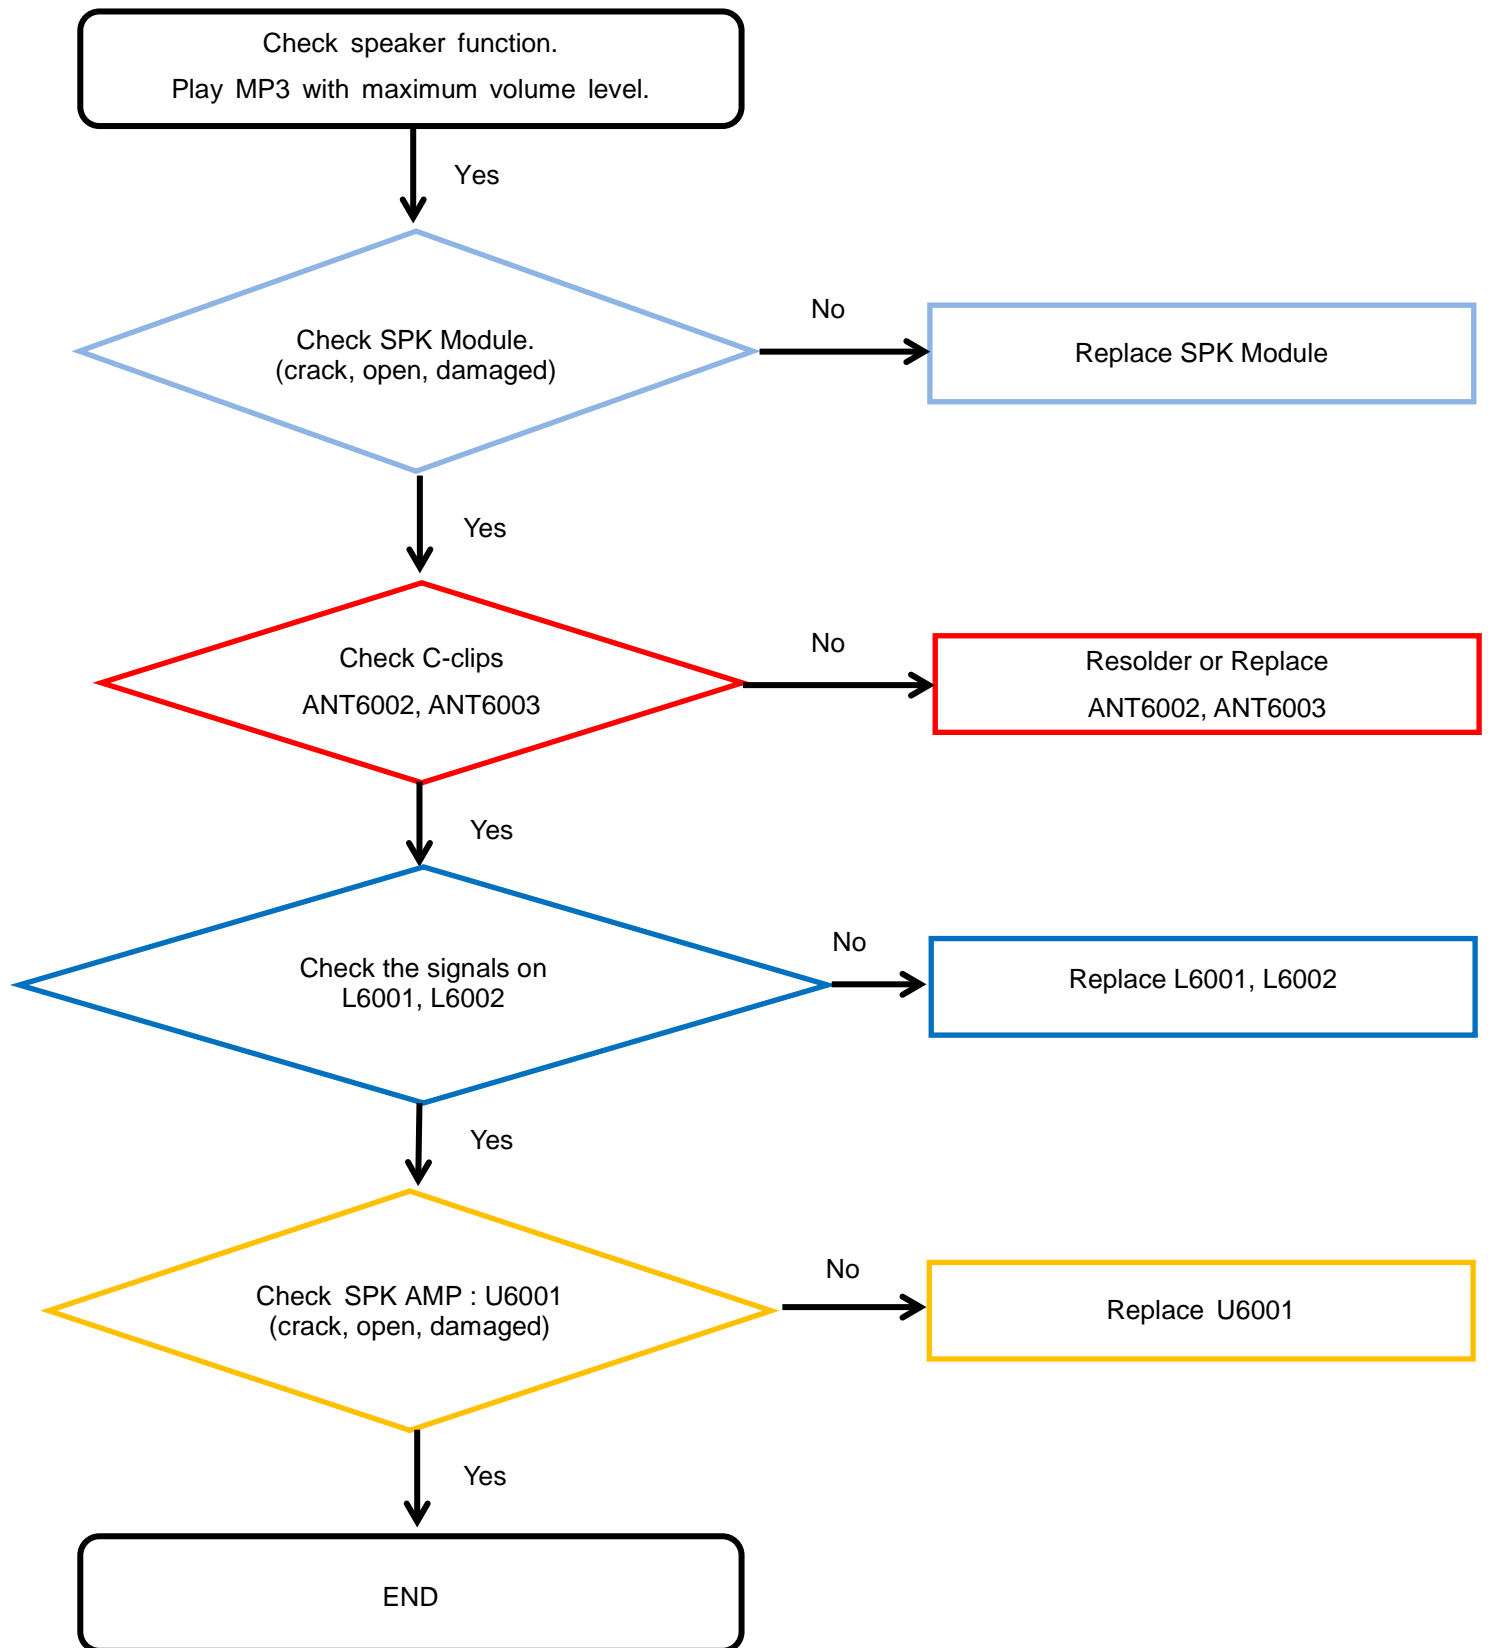 Check speaker function.
Play MP3 with maximum volume level.
Yes
Check SPK Module.
(crack, open, damaged)
No
Replace SPK Module
Yes
Check C-clips
ANT6002, ANT6003
No
Resolder or Replace
ANT6002, ANT6003
Yes
Check the signals on
L6001, L6002
No
Replace L6001, L6002
Yes
Check SPK AMP : U6001
(crack, open, damaged)
No
Replace U6001
Yes
END